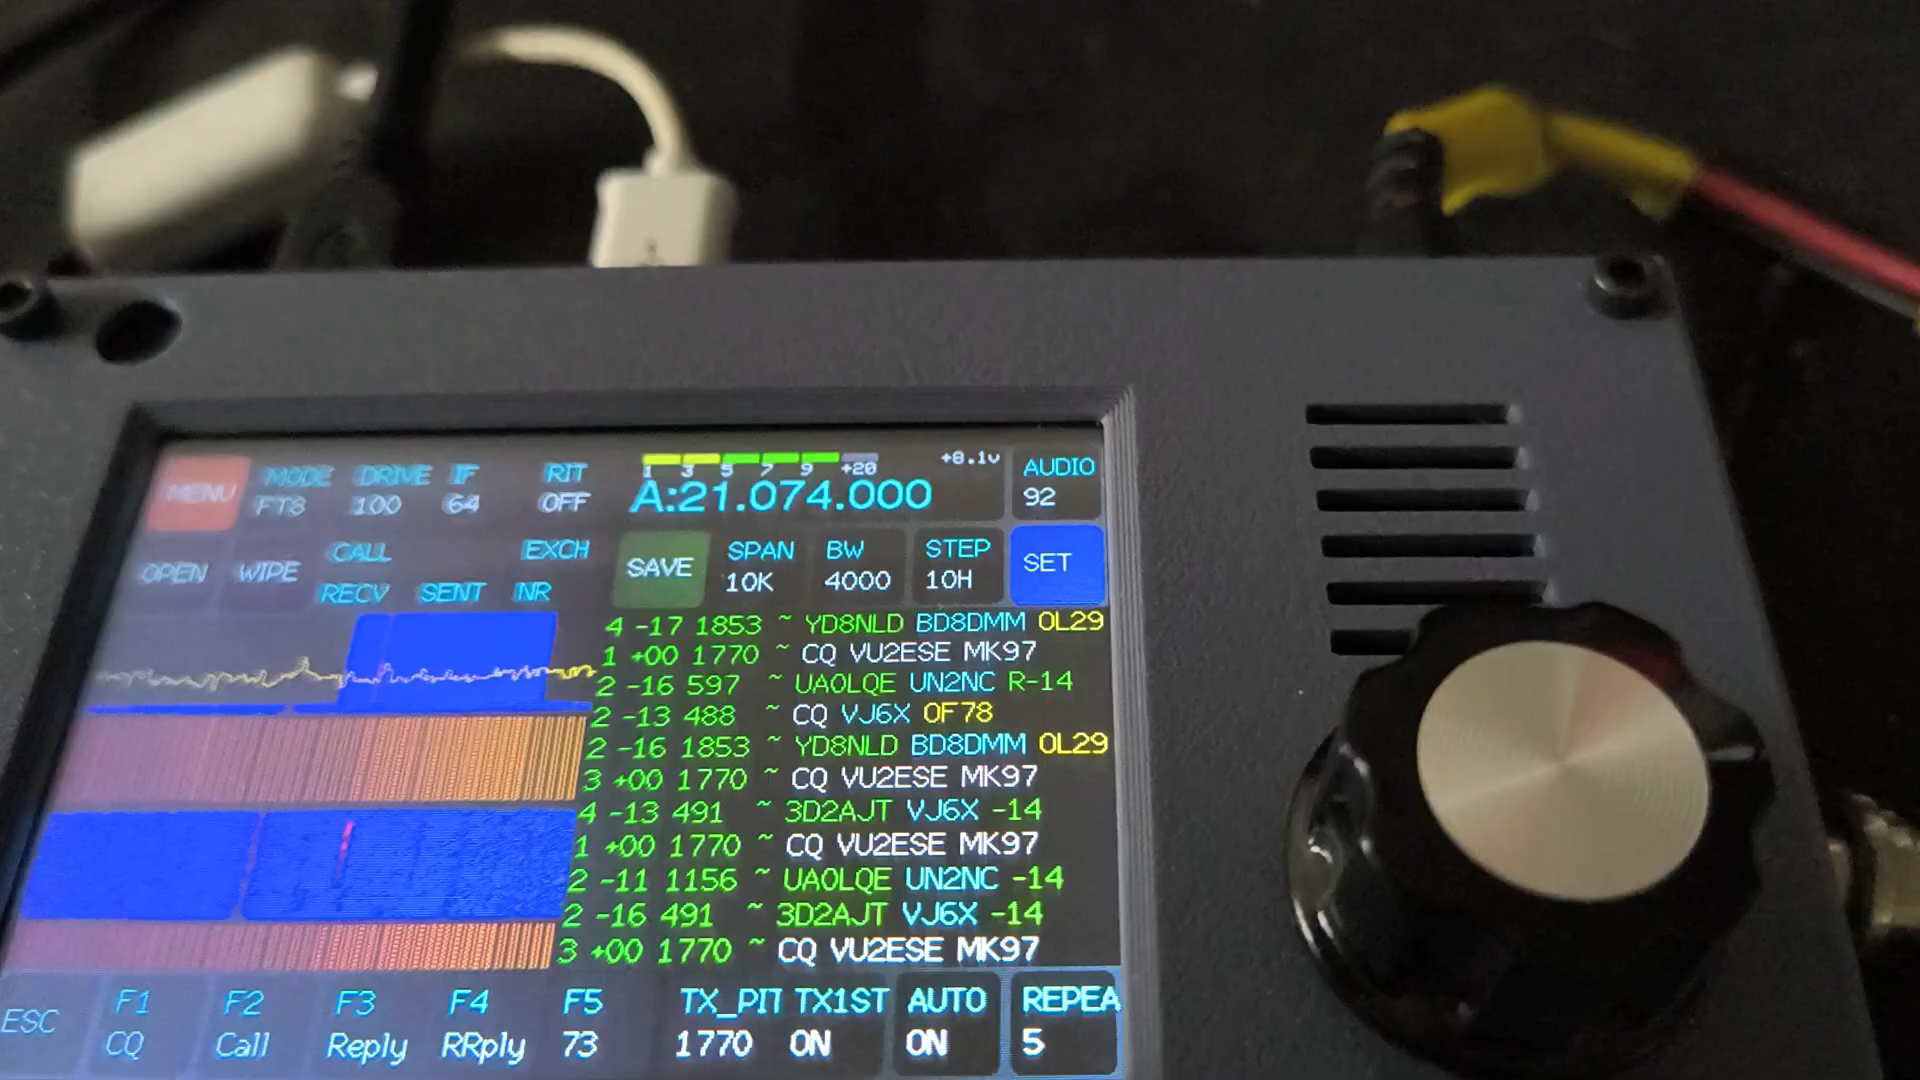 MENU MODE DRIVE IF RIT
FT8 100 64 OFF
1 3 5 7 9 +20 +8.1v
A:21.074.000
AUDIO
92
OPEN WIPE CALL EXCH
RECV SENT NR
SAVE SPAN BW STEP SET
10K 4000 10H
4 -17 1853 ~ YD8NLD BD8DMM OL29
1 +00 1770 ~ CQ VU2ESE MK97
2 -16 597 ~ UA0LQE UN2NC R-14
2 -13 488 ~ CQ VJ6X OF78
2 -16 1853 ~ YD8NLD BD8DMM OL29
3 +00 1770 ~ CQ VU2ESE MK97
4 -13 491 ~ 3D2AJT VJ6X -14
1 +00 1770 ~ CQ VU2ESE MK97
2 -11 1156 ~ UA0LQE UN2NC -14
2 -16 491 ~ 3D2AJT VJ6X -14
3 +00 1770 ~ CQ VU2ESE MK97
ESC F1 F2 F3 F4 F5 TX_PIT TX1ST AUTO REPEA
CQ Call Reply RRply 73 1770 ON ON 5